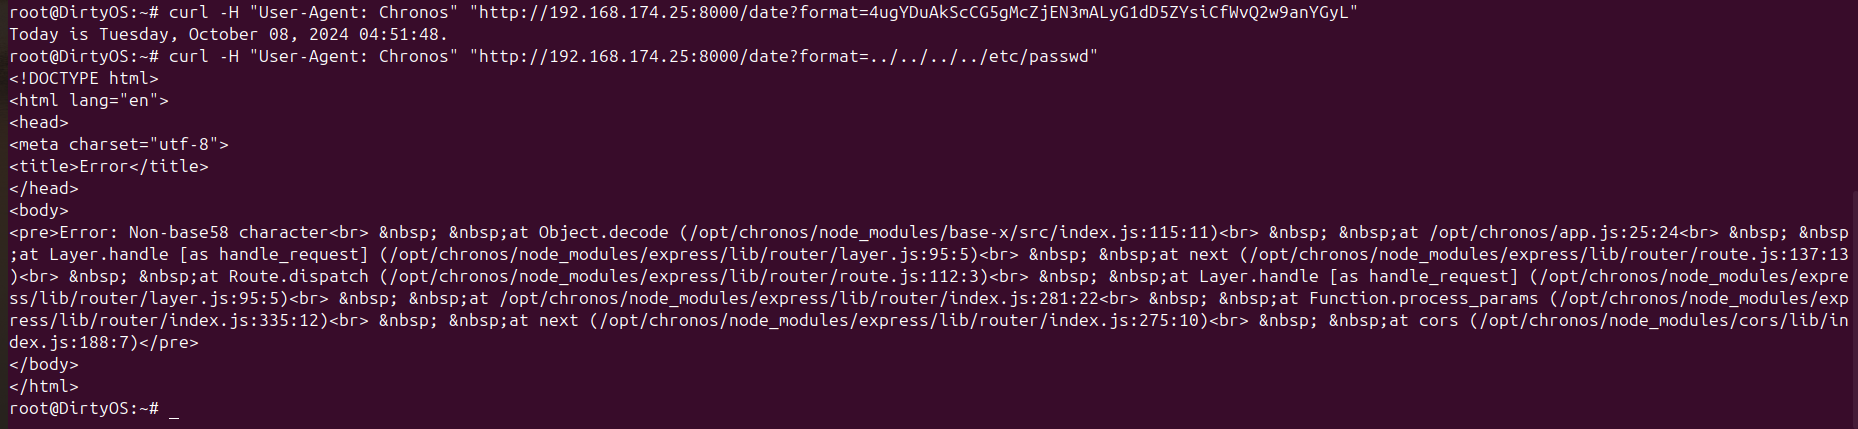 root@DirtyOS:~# curl -H "User-Agent: Chronos" "http://192.168.174.25:8000/date?format=4ugYDuAkScCG5gMcZjEN3mALyG1dD5ZYsiCfWvQ2w9anYGyL"
Today is Tuesday, October 08, 2024 04:51:48.
root@DirtyOS:~# curl -H "User-Agent: Chronos" "http://192.168.174.25:8000/date?format=../../../../etc/passwd"
<!DOCTYPE html>
<html lang="en">
<head>
<meta charset="utf-8">
<title>Error</title>
</head>
<body>
<pre>Error: Non-base58 character<br> &nbsp; &nbsp;at Object.decode (/opt/chronos/node_modules/base-x/src/index.js:115:11)<br> &nbsp; &nbsp;at /opt/chronos/app.js:25:24<br> &nbsp; &nbsp
;at Layer.handle [as handle_request] (/opt/chronos/node_modules/express/lib/router/layer.js:95:5)<br> &nbsp; &nbsp;at next (/opt/chronos/node_modules/express/lib/router/route.js:137:13
)<br> &nbsp; &nbsp;at Route.dispatch (/opt/chronos/node_modules/express/lib/router/route.js:112:3)<br> &nbsp; &nbsp;at Layer.handle [as handle_request] (/opt/chronos/node_modules/expre
ss/lib/router/layer.js:95:5)<br> &nbsp; &nbsp;at /opt/chronos/node_modules/express/lib/router/index.js:281:22<br> &nbsp; &nbsp;at Function.process_params (/opt/chronos/node_modules/exp
ress/lib/router/index.js:335:12)<br> &nbsp; &nbsp;at next (/opt/chronos/node_modules/express/lib/router/index.js:275:10)<br> &nbsp; &nbsp;at cors (/opt/chronos/node_modules/cors/lib/in
dex.js:188:7)</pre>
</body>
</html>
root@DirtyOS:~# _